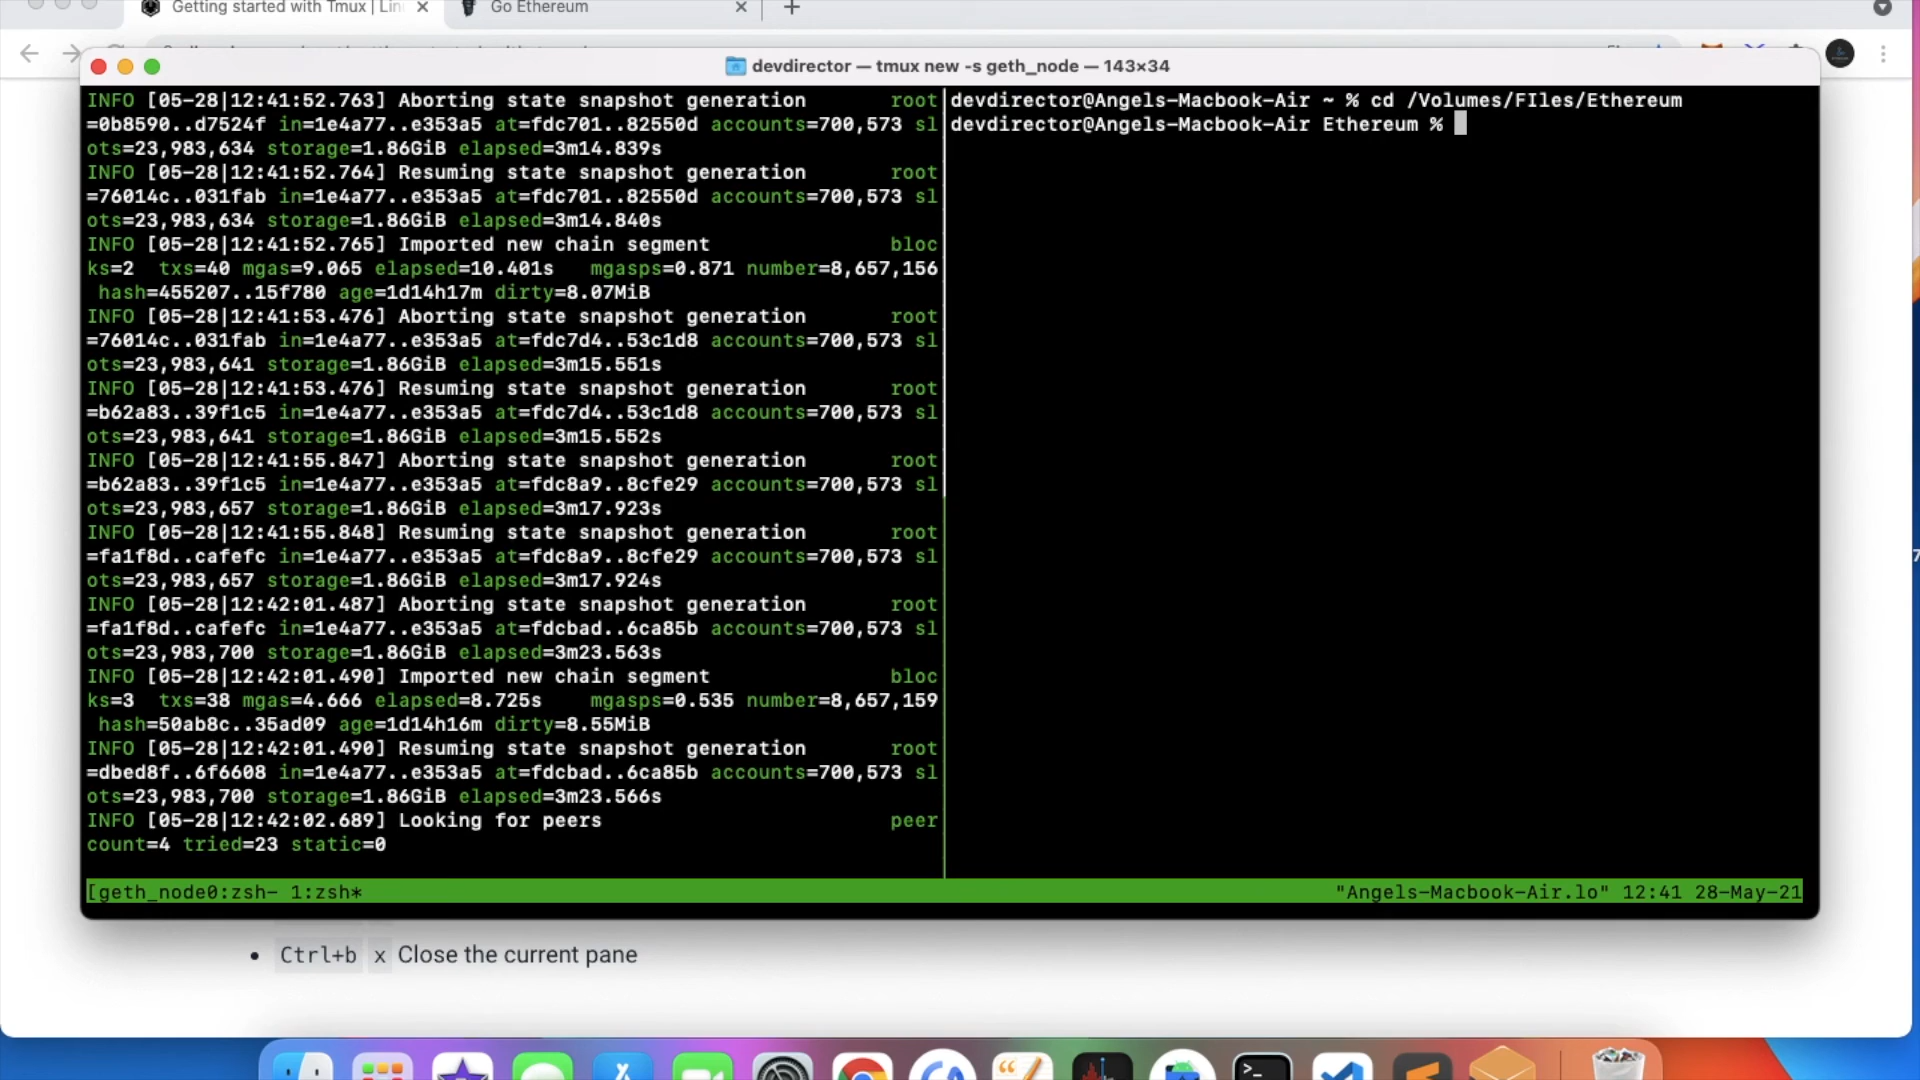 Getting started with Tmux | Lin
Go Ethereum
devdirector — tmux new -s geth_node — 143×34
INFO [05-28|12:41:52.763] Aborting state snapshot generation root
=0b8590..d7524f in=1e4a77..e353a5 at=fdc701..82550d accounts=700,573 sl
ots=23,983,634 storage=1.86GiB elapsed=3m14.839s
INFO [05-28|12:41:52.764] Resuming state snapshot generation root
=76014c..031fab in=1e4a77..e353a5 at=fdc701..82550d accounts=700,573 sl
ots=23,983,634 storage=1.86GiB elapsed=3m14.840s
INFO [05-28|12:41:52.765] Imported new chain segment bloc
ks=2 txs=40 mgas=9.065 elapsed=10.401s mgasps=0.871 number=8,657,156
hash=455207..15f780 age=1d14h17m dirty=8.07MiB
INFO [05-28|12:41:53.476] Aborting state snapshot generation root
=76014c..031fab in=1e4a77..e353a5 at=fdc7d4..53c1d8 accounts=700,573 sl
ots=23,983,641 storage=1.86GiB elapsed=3m15.551s
INFO [05-28|12:41:53.476] Resuming state snapshot generation root
=b62a83..39f1c5 in=1e4a77..e353a5 at=fdc7d4..53c1d8 accounts=700,573 sl
ots=23,983,641 storage=1.86GiB elapsed=3m15.552s
INFO [05-28|12:41:55.847] Aborting state snapshot generation root
=b62a83..39f1c5 in=1e4a77..e353a5 at=fdc8a9..8cfe29 accounts=700,573 sl
ots=23,983,657 storage=1.86GiB elapsed=3m17.923s
INFO [05-28|12:41:55.848] Resuming state snapshot generation root
=fa1f8d..cafefc in=1e4a77..e353a5 at=fdc8a9..8cfe29 accounts=700,573 sl
ots=23,983,657 storage=1.86GiB elapsed=3m17.924s
INFO [05-28|12:42:01.487] Aborting state snapshot generation root
=fa1f8d..cafefc in=1e4a77..e353a5 at=fdcbad..6ca85b accounts=700,573 sl
ots=23,983,700 storage=1.86GiB elapsed=3m23.563s
INFO [05-28|12:42:01.490] Imported new chain segment bloc
ks=3 txs=38 mgas=4.666 elapsed=8.725s mgasps=0.535 number=8,657,159
hash=50ab8c..35ad09 age=1d14h16m dirty=8.55MiB
INFO [05-28|12:42:01.490] Resuming state snapshot generation root
=dbed8f..6f6608 in=1e4a77..e353a5 at=fdcbad..6ca85b accounts=700,573 sl
ots=23,983,700 storage=1.86GiB elapsed=3m23.566s
INFO [05-28|12:42:02.689] Looking for peers peer
count=4 tried=23 static=0
devdirector@Angels-Macbook-Air ~ % cd /Volumes/FIles/Ethereum
devdirector@Angels-Macbook-Air Ethereum %
[geth_node0:zsh- 1:zsh* "Angels-Macbook-Air.lo" 12:41 28-May-21
• Ctrl+b x Close the current pane